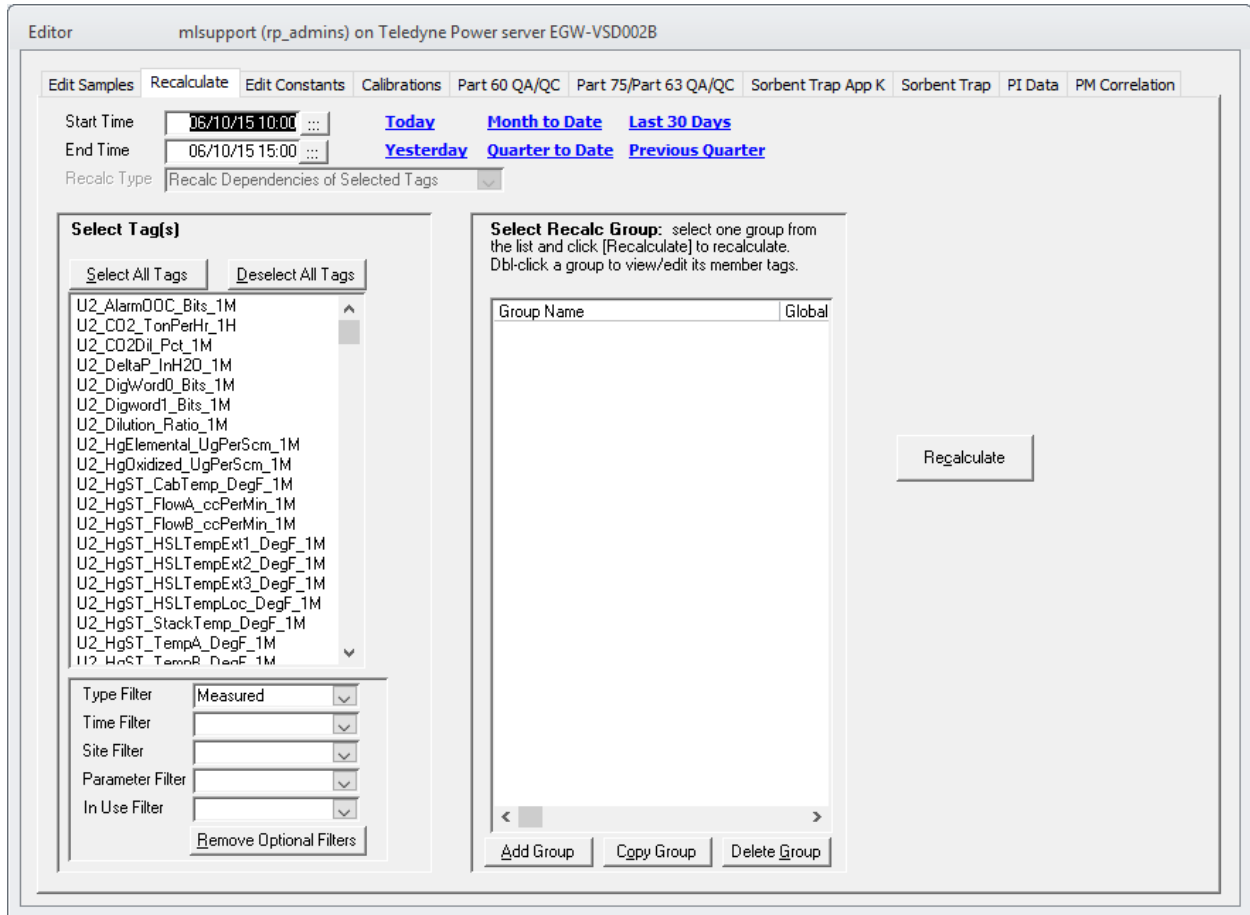 Editor mlsupport (rp_admins) on Teledyne Power server EGW-VSD002B
Edit Samples Recalculate Edit Constants Calibrations Part 60 QA/QC Part 75/Part 63 QA/QC Sorbent Trap App K Sorbent Trap PI Data PM Correlation
Start Time 06/10/15 10:00 ... Today Month to Date Last 30 Days
End Time 06/10/15 15:00 ... Yesterday Quarter to Date Previous Quarter
Recalc Type Recalc Dependencies of Selected Tags
Select Tag(s)
Select All Tags Deselect All Tags
U2_AlarmOOC_Bits_1M
U2_CO2_TonPerHr_1H
U2_CO2Dil_Pct_1M
U2_DeltaP_InH2O_1M
U2_DigWord0_Bits_1M
U2_Digword1_Bits_1M
U2_Dilution_Ratio_1M
U2_HgElemental_UgPerScm_1M
U2_HgOxidized_UgPerScm_1M
U2_HgST_CabTemp_DegF_1M
U2_HgST_FlowA_ccPerMin_1M
U2_HgST_FlowB_ccPerMin_1M
U2_HgST_HSLTempExt1_DegF_1M
U2_HgST_HSLTempExt2_DegF_1M
U2_HgST_HSLTempExt3_DegF_1M
U2_HgST_HSLTempLoc_DegF_1M
U2_HgST_StackTemp_DegF_1M
U2_HgST_TempA_DegF_1M
U2_HgST_TempB_DegF_1M
Type Filter Measured
Time Filter
Site Filter
Parameter Filter
In Use Filter
Remove Optional Filters
Select Recalc Group: select one group from
the list and click [Recalculate] to recalculate.
Dbl-click a group to view/edit its member tags.
Group Name Global
Add Group Copy Group Delete Group
Recalculate